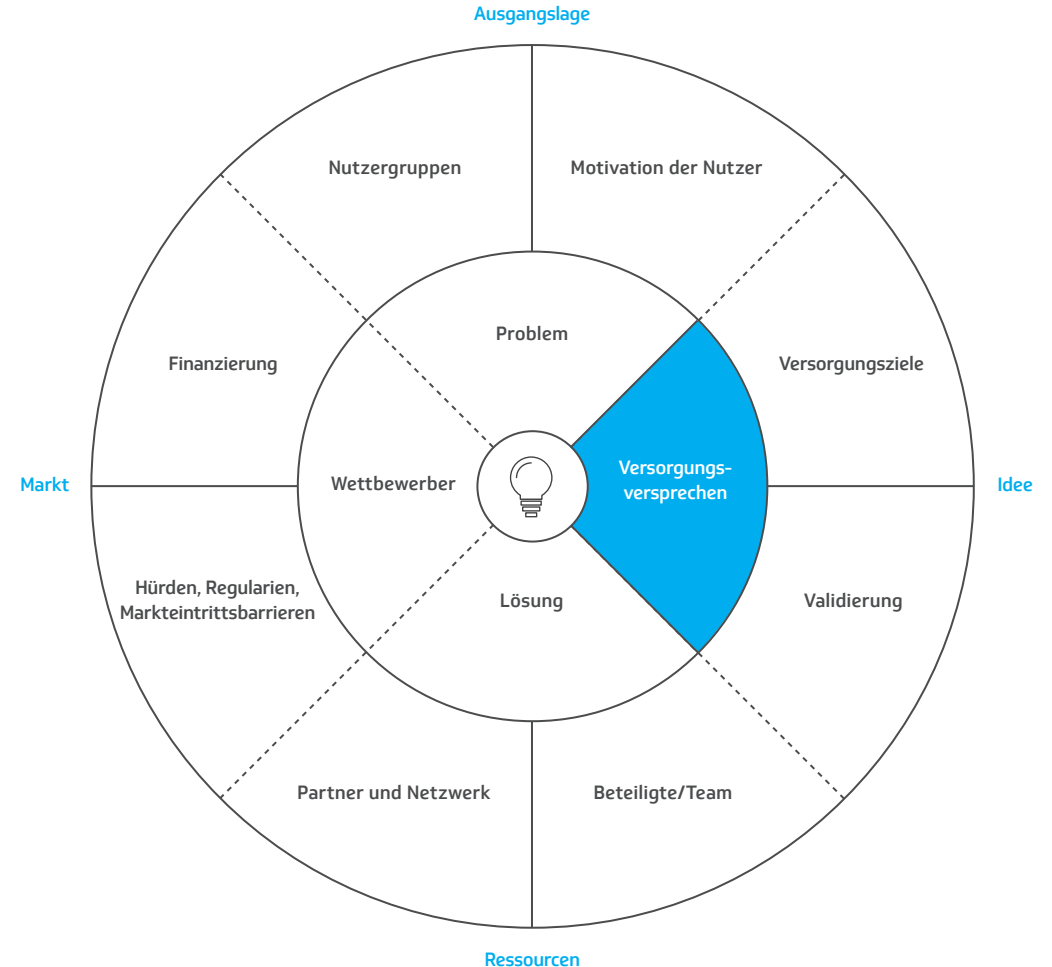 Ausgangslage
Nutzergruppen
Motivation der Nutzer
Problem
Finanzierung
Versorgungsziele
Markt
Wettbewerber
Versorgungs-
versprechen
Idee
Hürden, Regularien,
Markteintrittsbarrieren
Lösung
Validierung
Partner und Netzwerk
Beteiligte/Team
Ressourcen